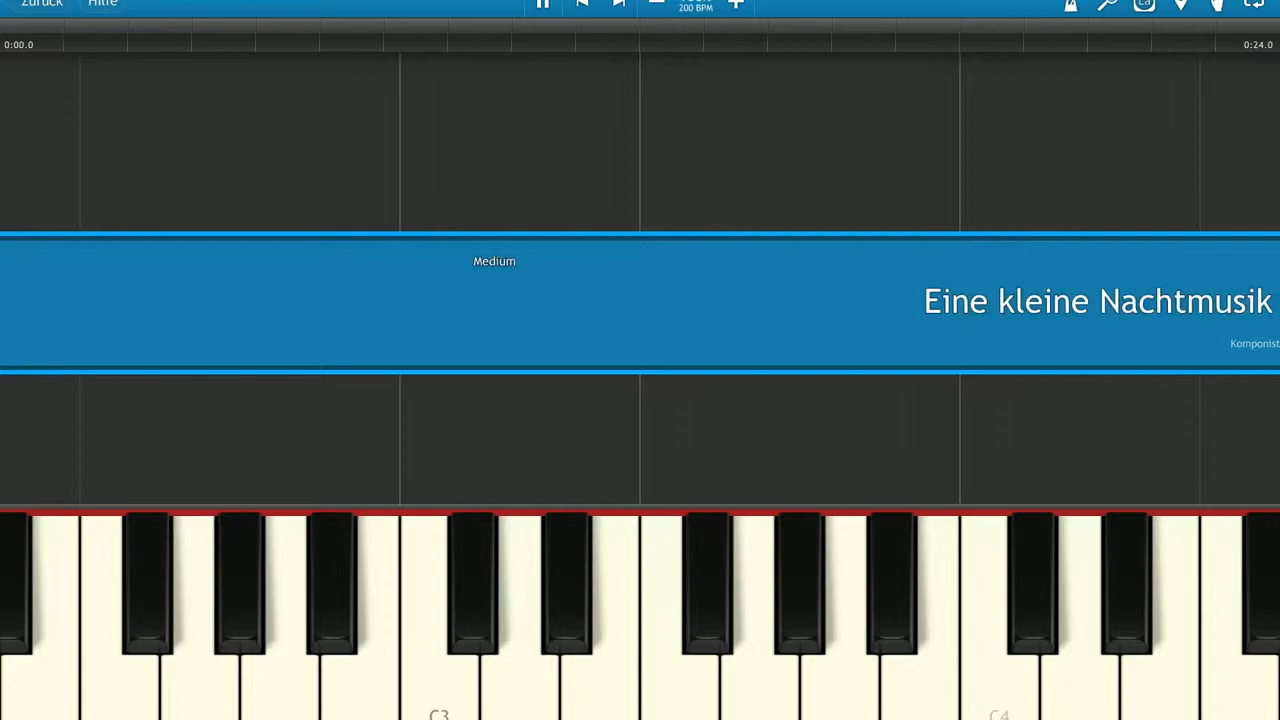 Zurück Hilfe
200 BPM
0:00.0 0:24.0
Medium
Eine kleine Nachtmusik
Komponist
C3 C4